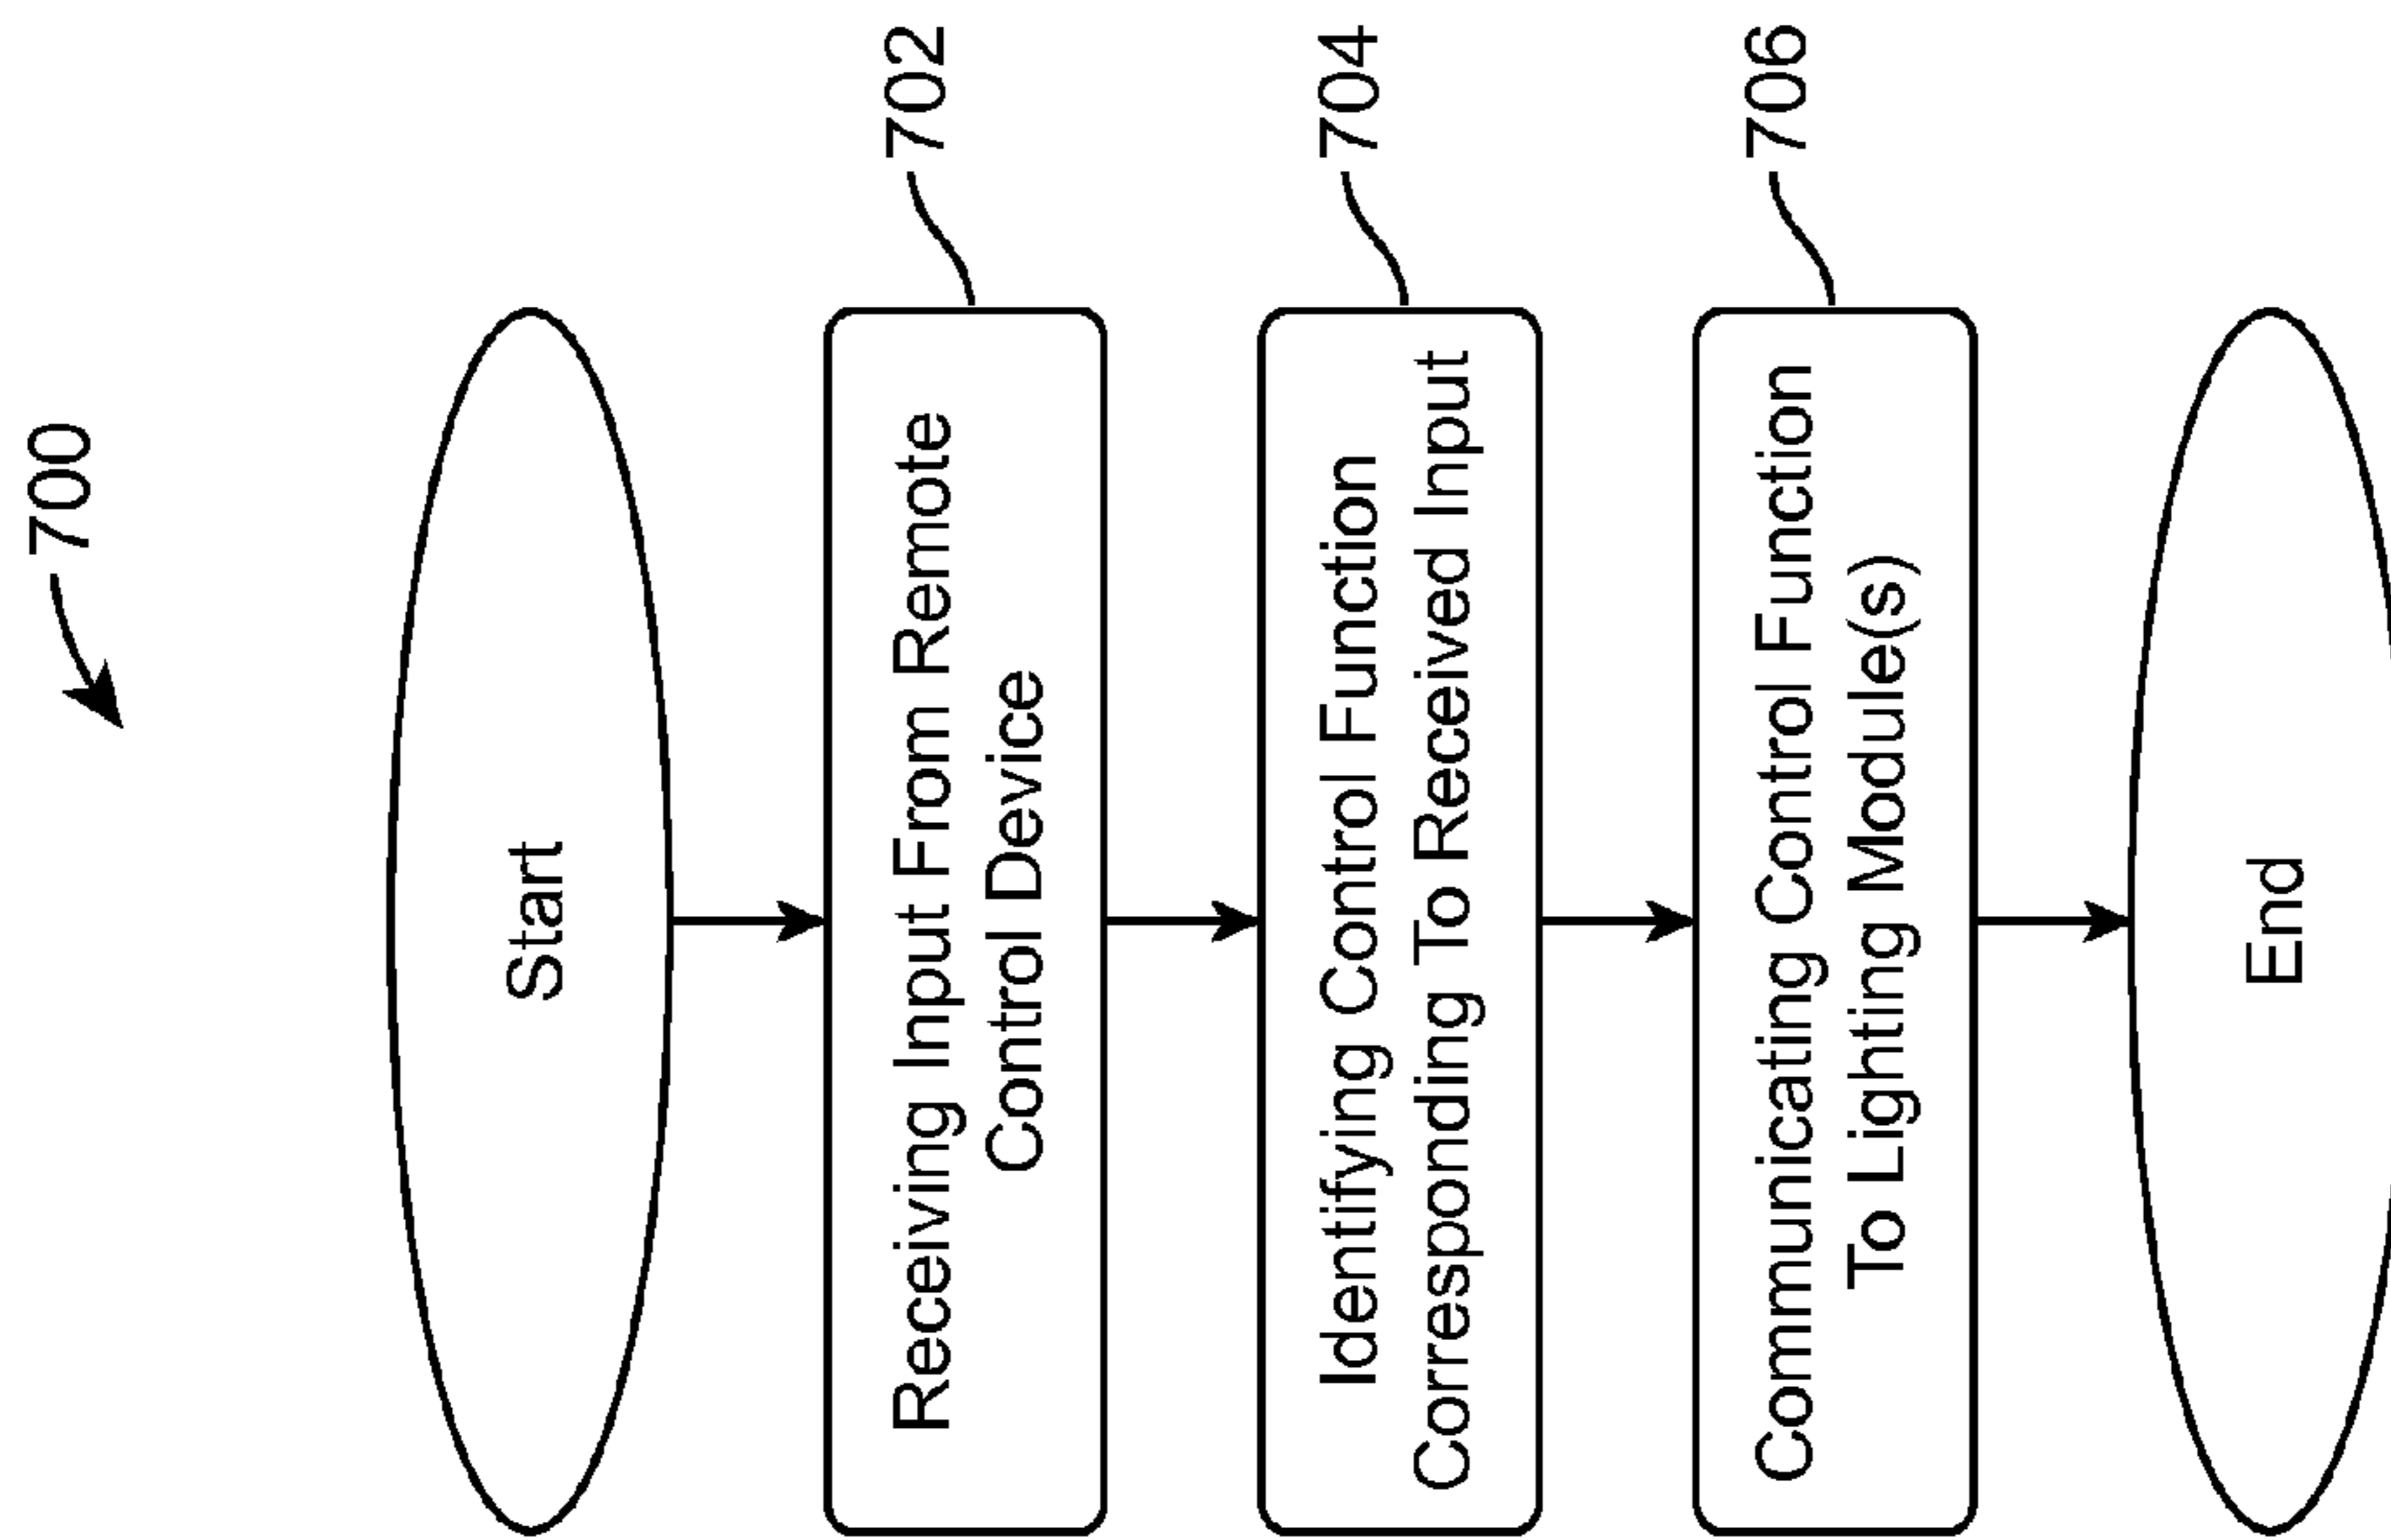 700
Start
Receiving Input From Remote
Control Device
702
Identifying Control Function
Corresponding To Received Input
704
Communicating Control Function
To Lighting Module(s)
706
End